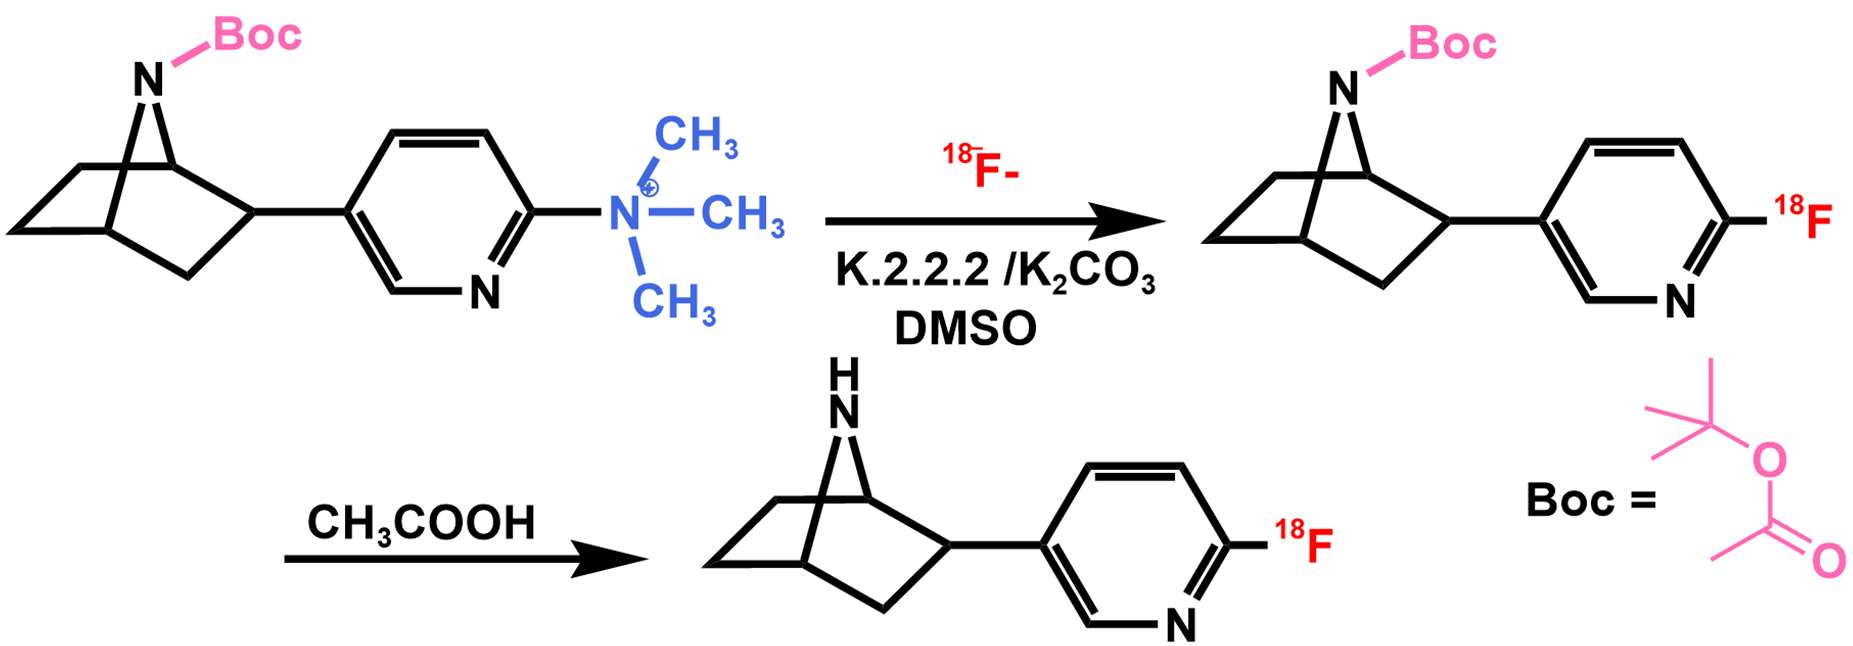 Boc
N
CH₃
N⊕
CH₃
CH₃
N
¹⁸F-
K.2.2.2 /K₂CO₃
DMSO
Boc
N
¹⁸F
N
CH₃COOH
H
N
¹⁸F
N
Boc =
O
O